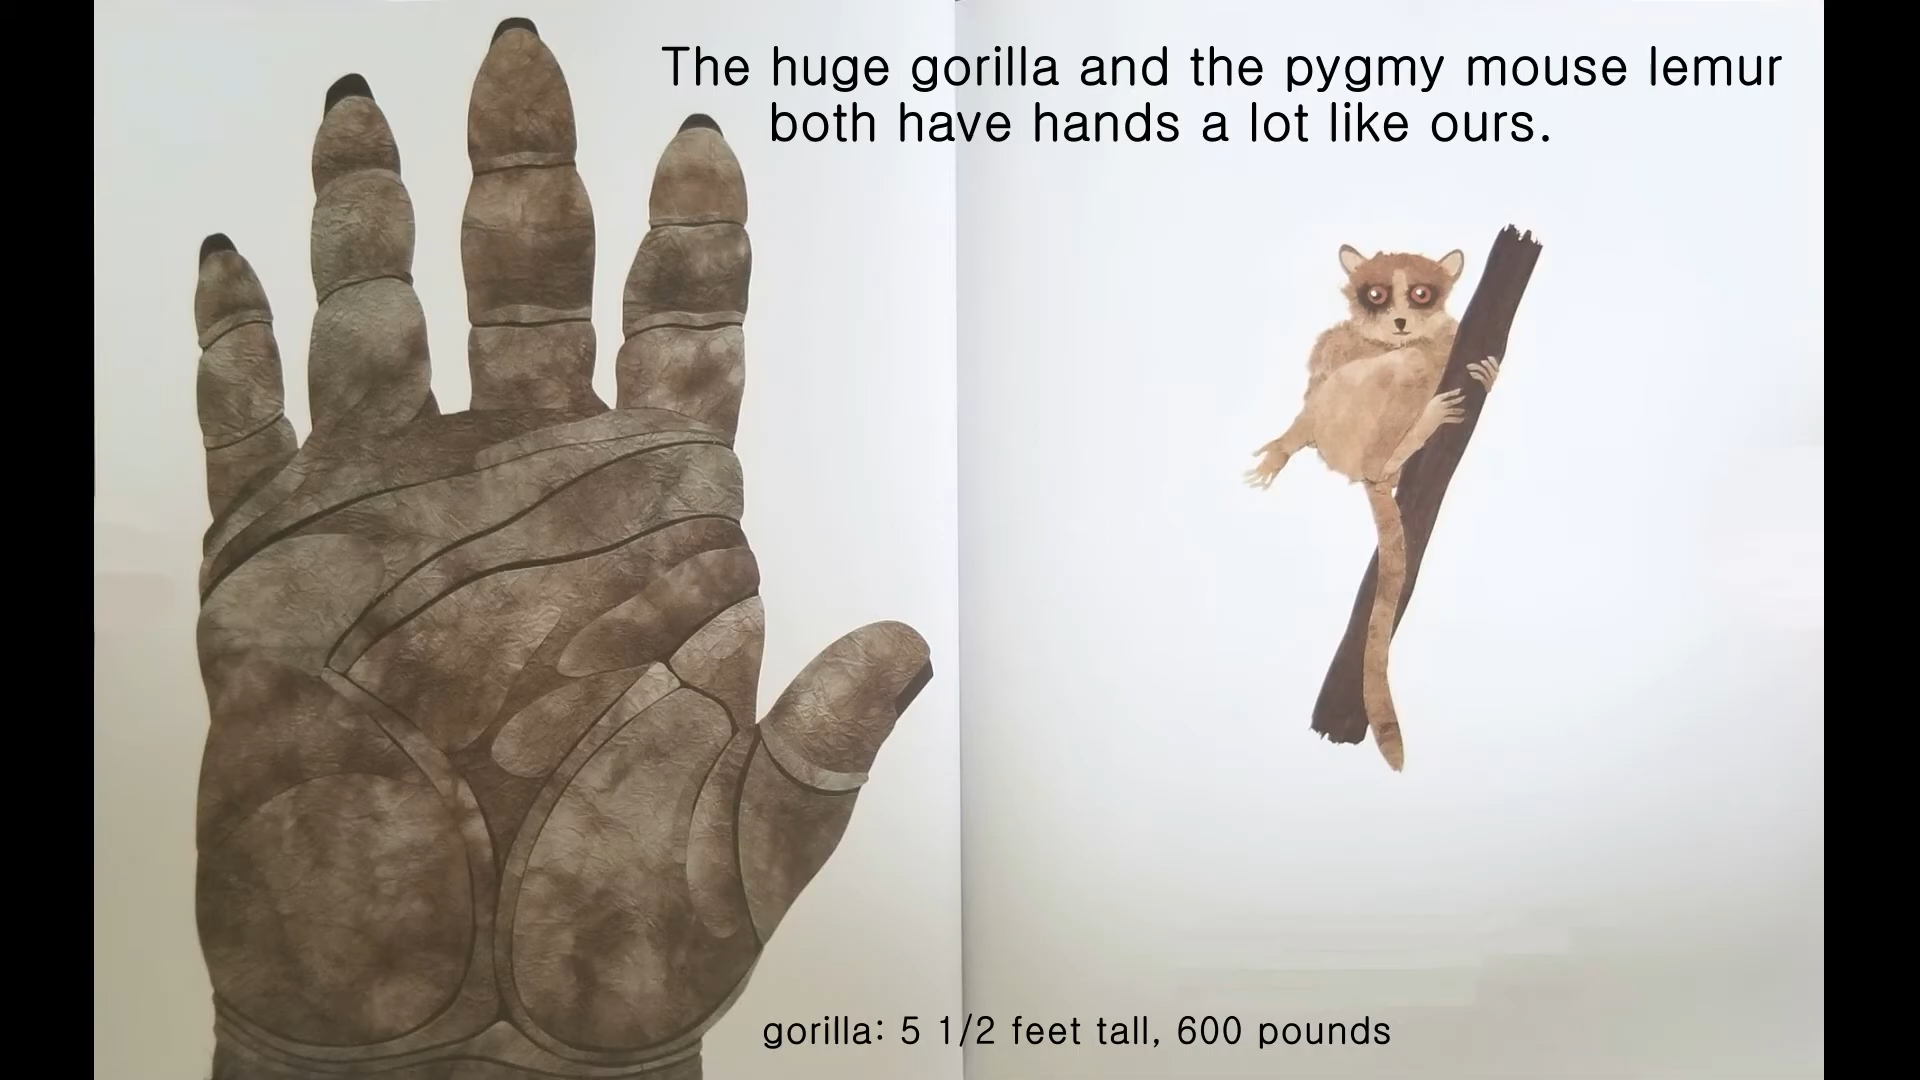 The huge gorilla and the pygmy mouse lemur
both have hands a lot like ours.
gorilla: 5 1/2 feet tall, 600 pounds